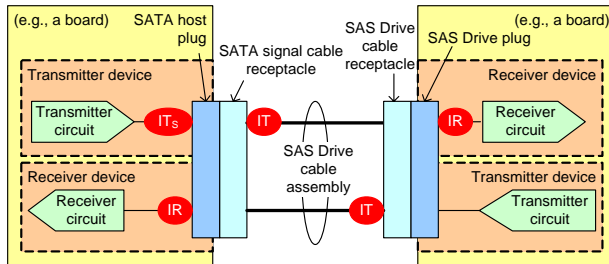 (e.g., a board)
SATA host
plug
SATA signal cable
receptacle
SAS Drive
cable
receptacle
(e.g., a board)
SAS Drive plug
Transmitter device
Transmitter
circuit
ITS
IT
SAS Drive
cable
assembly
Receiver device
IR
Receiver
circuit
Receiver device
Receiver
circuit
IR
IT
Transmitter device
Transmitter
circuit